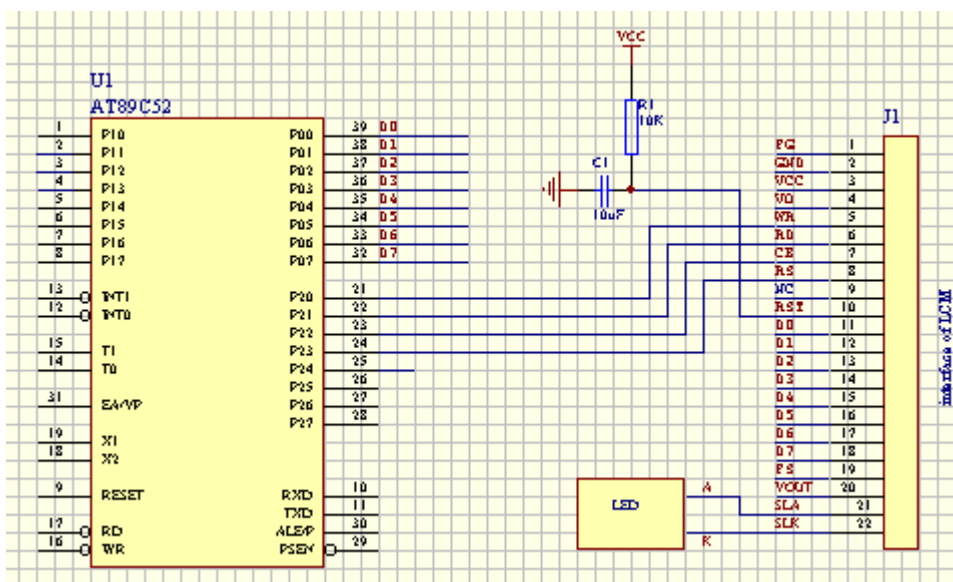 VCC
U1
AT89C52
R1
10K
J1
C1
10uF
1 P10
2 P11
3 P12
4 P13
5 P14
6 P15
7 P16
8 P17
13 INT1
12 INT0
15 T1
14 T0
31 EA/VP
19 X1
18 X2
9 RESET
17 RD
16 WR
P00 39 D0
P01 38 D1
P02 37 D2
P03 36 D3
P04 35 D4
P05 34 D5
P06 33 D6
P07 32 D7
P20 21
P21 22
P22 23
P23 24
P24 25
P25 26
P26 27
P27 28
RXD 10
TXD 11
ALE/P 30
PSEN 29
FG 1
GND 2
VCC 3
VO 4
WR 5
RD 6
CE 7
RS 8
NC 9
RST 10
D0 11
D1 12
D2 13
D3 14
D4 15
D5 16
D6 17
D7 18
FS 19
VOUT 20
SLA 21
SLK 22
interface of LCM
LED
A
K